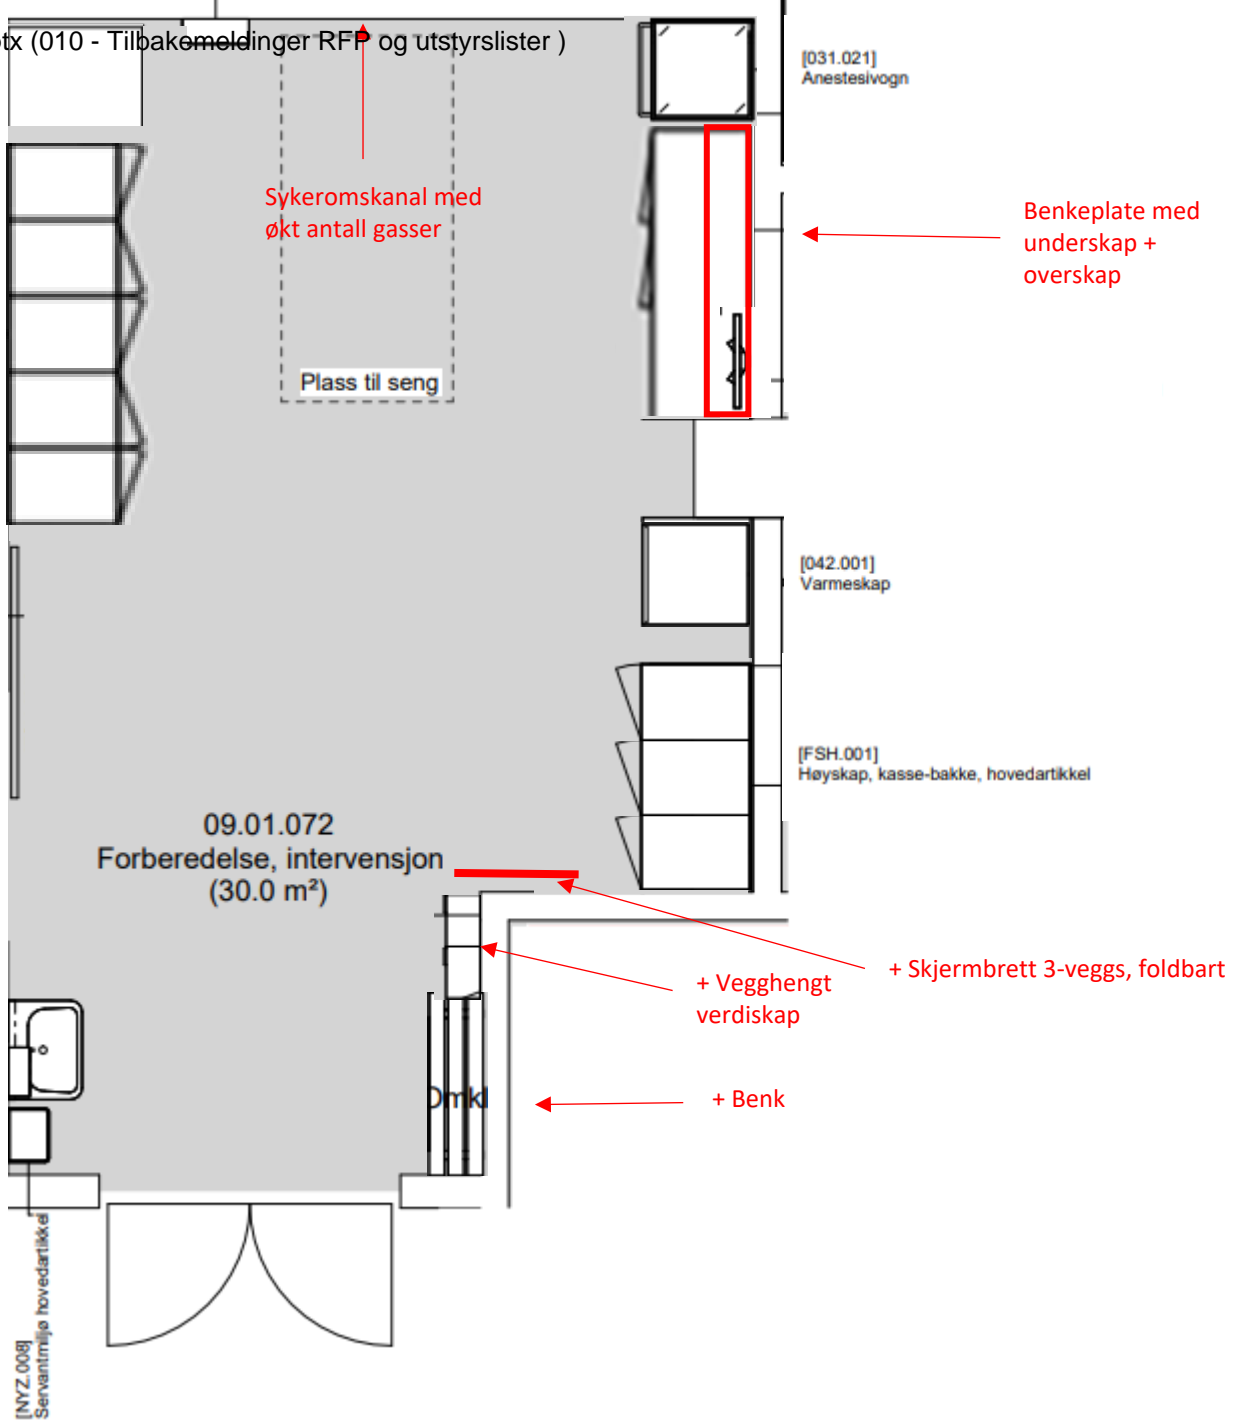 tx (010 - Tilbakemeldinger RFP og utstyrslister )
[031.021]
Anestesivogn
Sykeromskanal med
økt antall gasser
Benkeplate med
underskap +
overskap
Plass til seng
[042.001]
Varmeskap
[FSH.001]
Høyskap, kasse-bakke, hovedartikkel
09.01.072
Forberedelse, intervensjon
(30.0 m²)
+ Skjermbrett 3-veggs, foldbart
+ Vegghengt
verdiskap
+ Benk
Omkl
[NYZ.008]
Servantmiljø hovedartikkel